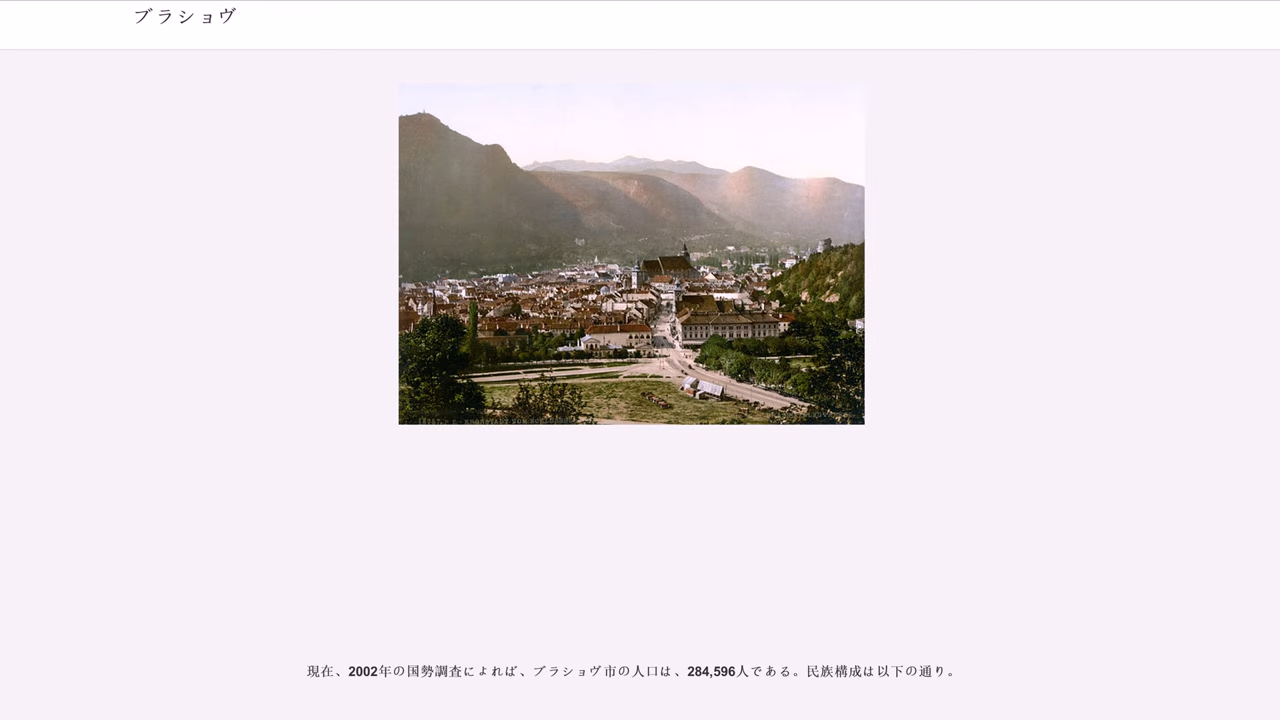 ブラショヴ
現在、2002年の国勢調査によれば、ブラショヴ市の人口は、284,596人である。民族構成は以下の通り。